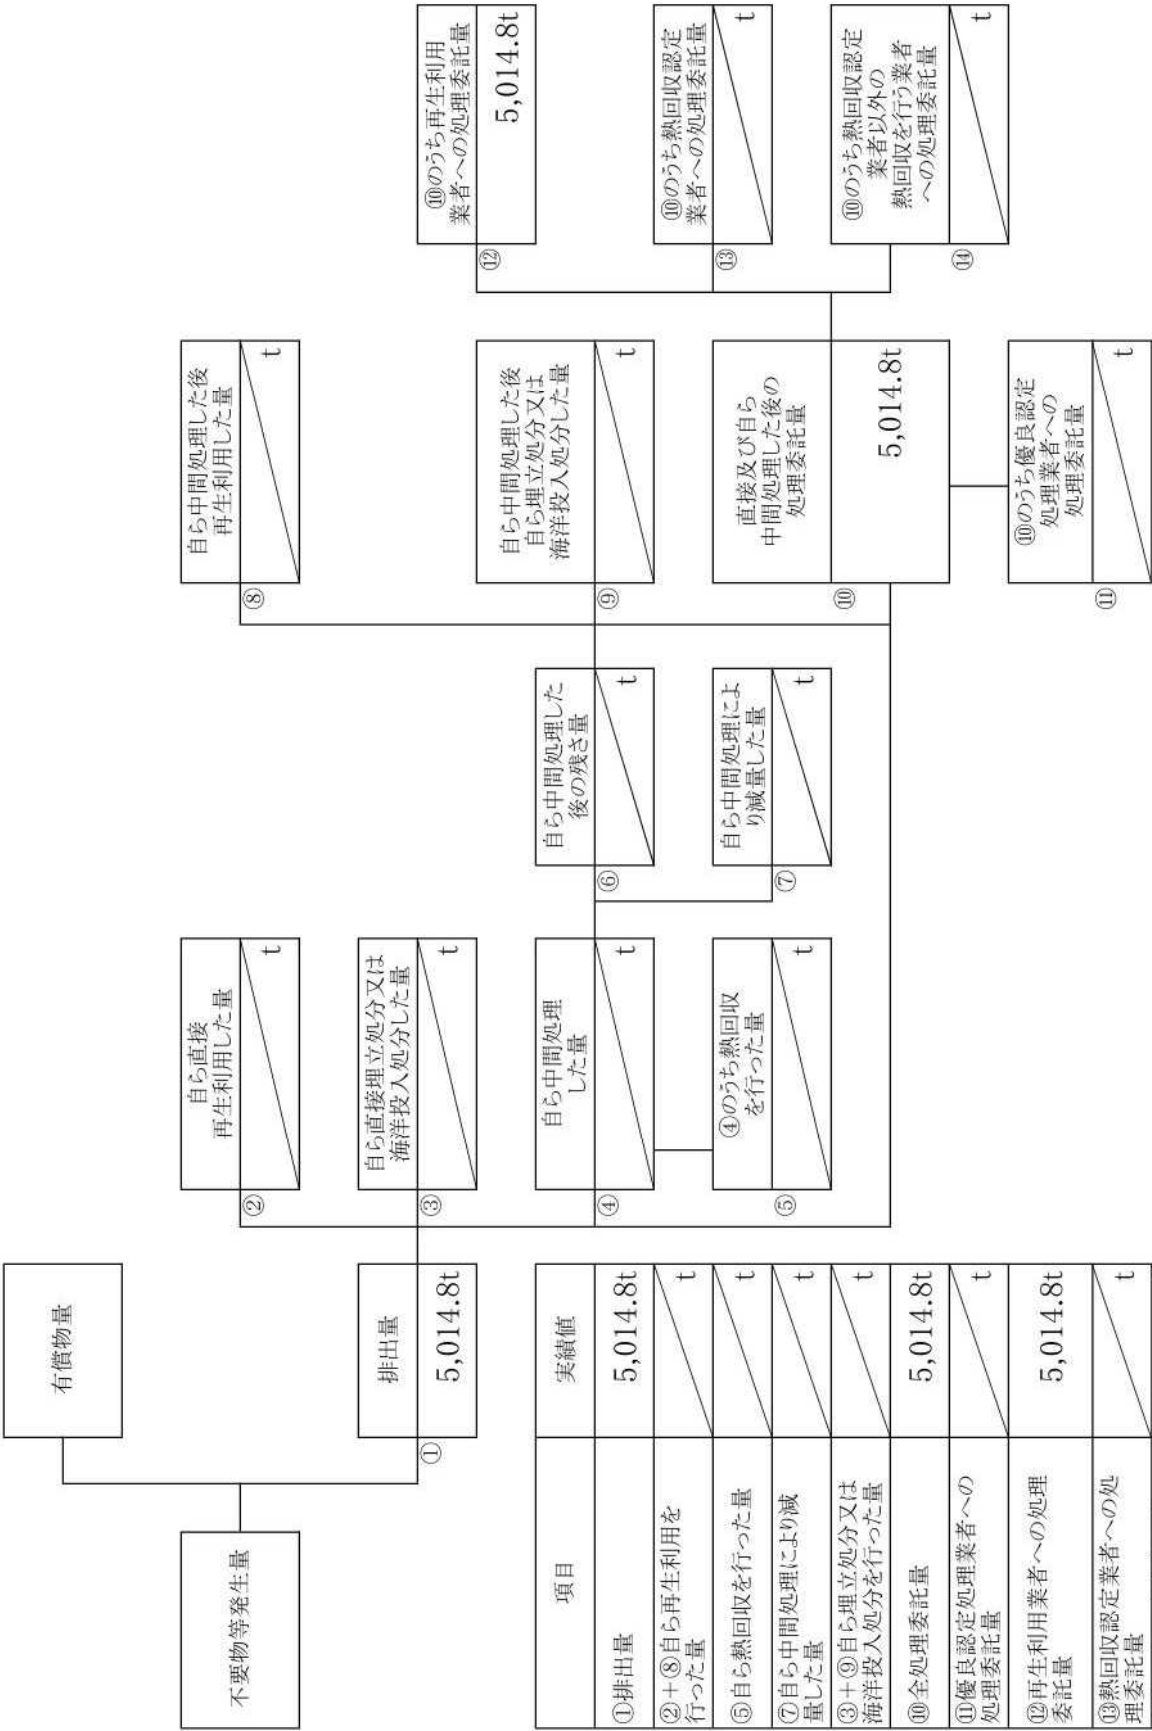 不要物等発生量
有償物量
①
排出量
5,014.8t
②
自ら直接
再生利用した量
t
③
自ら直接埋立処分又は
海洋投入処分した量
t
④
自ら中間処理
した量
t
⑤
④のうち熱回収
を行った量
t
⑥
自ら中間処理した
後の残さ量
t
⑦
自ら中間処理によ
り減量した量
t
⑧
自ら中間処理した後
再生利用した量
t
⑨
自ら中間処理した後
自ら埋立処分又は
海洋投入処分した量
t
⑩
直接及び自ら
中間処理した後の
処理委託量
5,014.8t
⑪
⑩のうち優良認定
処理業者への
処理委託量
t
⑫
⑩のうち再生利用
業者への処理委託量
5,014.8t
⑬
⑩のうち熱回収認定
業者への処理委託量
t
⑭
⑩のうち熱回収認定
業者以外の
熱回収を行う業者
への処理委託量
t
項目 実績値
①排出量 5,014.8t
②+⑧自ら再生利用を
行った量 t
⑤自ら熱回収を行った量 t
⑦自ら中間処理により減
量した量 t
③+⑨自ら埋立処分又は
海洋投入処分を行った量 t
⑩全処理委託量 5,014.8t
⑪優良認定処理業者への
処理委託量 t
⑫再生利用業者への処理
委託量 5,014.8t
⑬熱回収認定業者への処
理委託量 t